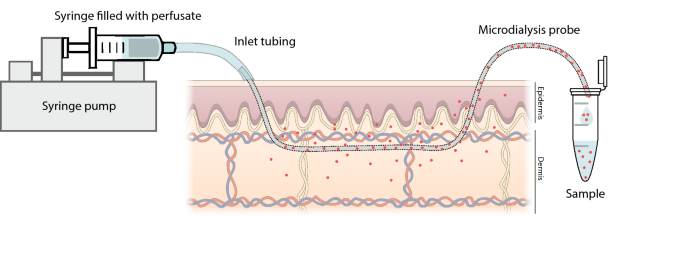 Syringe filled with perfusate
Inlet tubing
Microdialysis probe
Syringe pump
Epidermis
Dermis
Sample